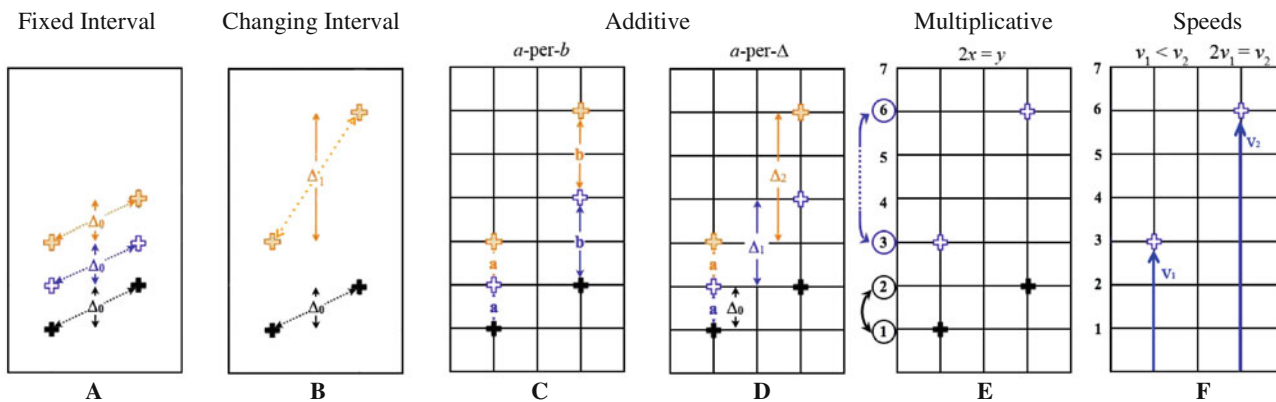 Fixed Interval
Changing Interval
Additive
Multiplicative
Speeds
a-per-b
a-per-Δ
2x = y
v₁ < v₂ 2v₁ = v₂
Δ₀
Δ₀
Δ₀
A
Δ₁
Δ₀
B
b
b
a
a
C
Δ₂
Δ₁
a
a
Δ₀
D
7
6
5
4
3
2
1
E
7
6
5
4
3
2
1
V₂
V₁
F